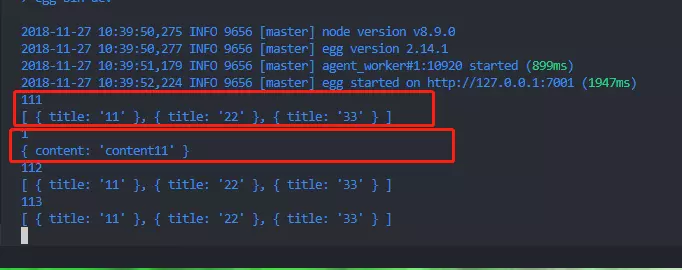 2018-11-27 10:39:50,275 INFO 9656 [master] node version v8.9.0
2018-11-27 10:39:50,277 INFO 9656 [master] egg version 2.14.1
2018-11-27 10:39:51,179 INFO 9656 [master] agent_worker#1:10920 started (899ms)
2018-11-27 10:39:52,224 INFO 9656 [master] egg started on http://127.0.0.1:7001 (1947ms)
111
[ { title: '11' }, { title: '22' }, { title: '33' } ]
1
{ content: 'content11' }
112
[ { title: '11' }, { title: '22' }, { title: '33' } ]
113
[ { title: '11' }, { title: '22' }, { title: '33' } ]